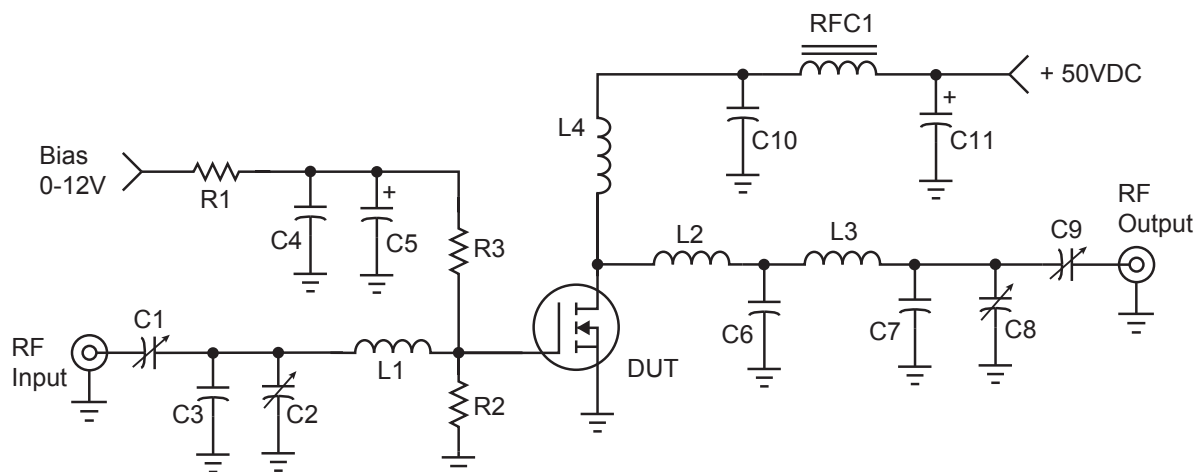 RFC1
+ 50VDC
L4
C10
+
C11
Bias
0-12V
R1
C4
+
C5
R3
L2
L3
C9
RF
Output
C6
C7
C8
DUT
C1
RF
Input
L1
C3
C2
R2